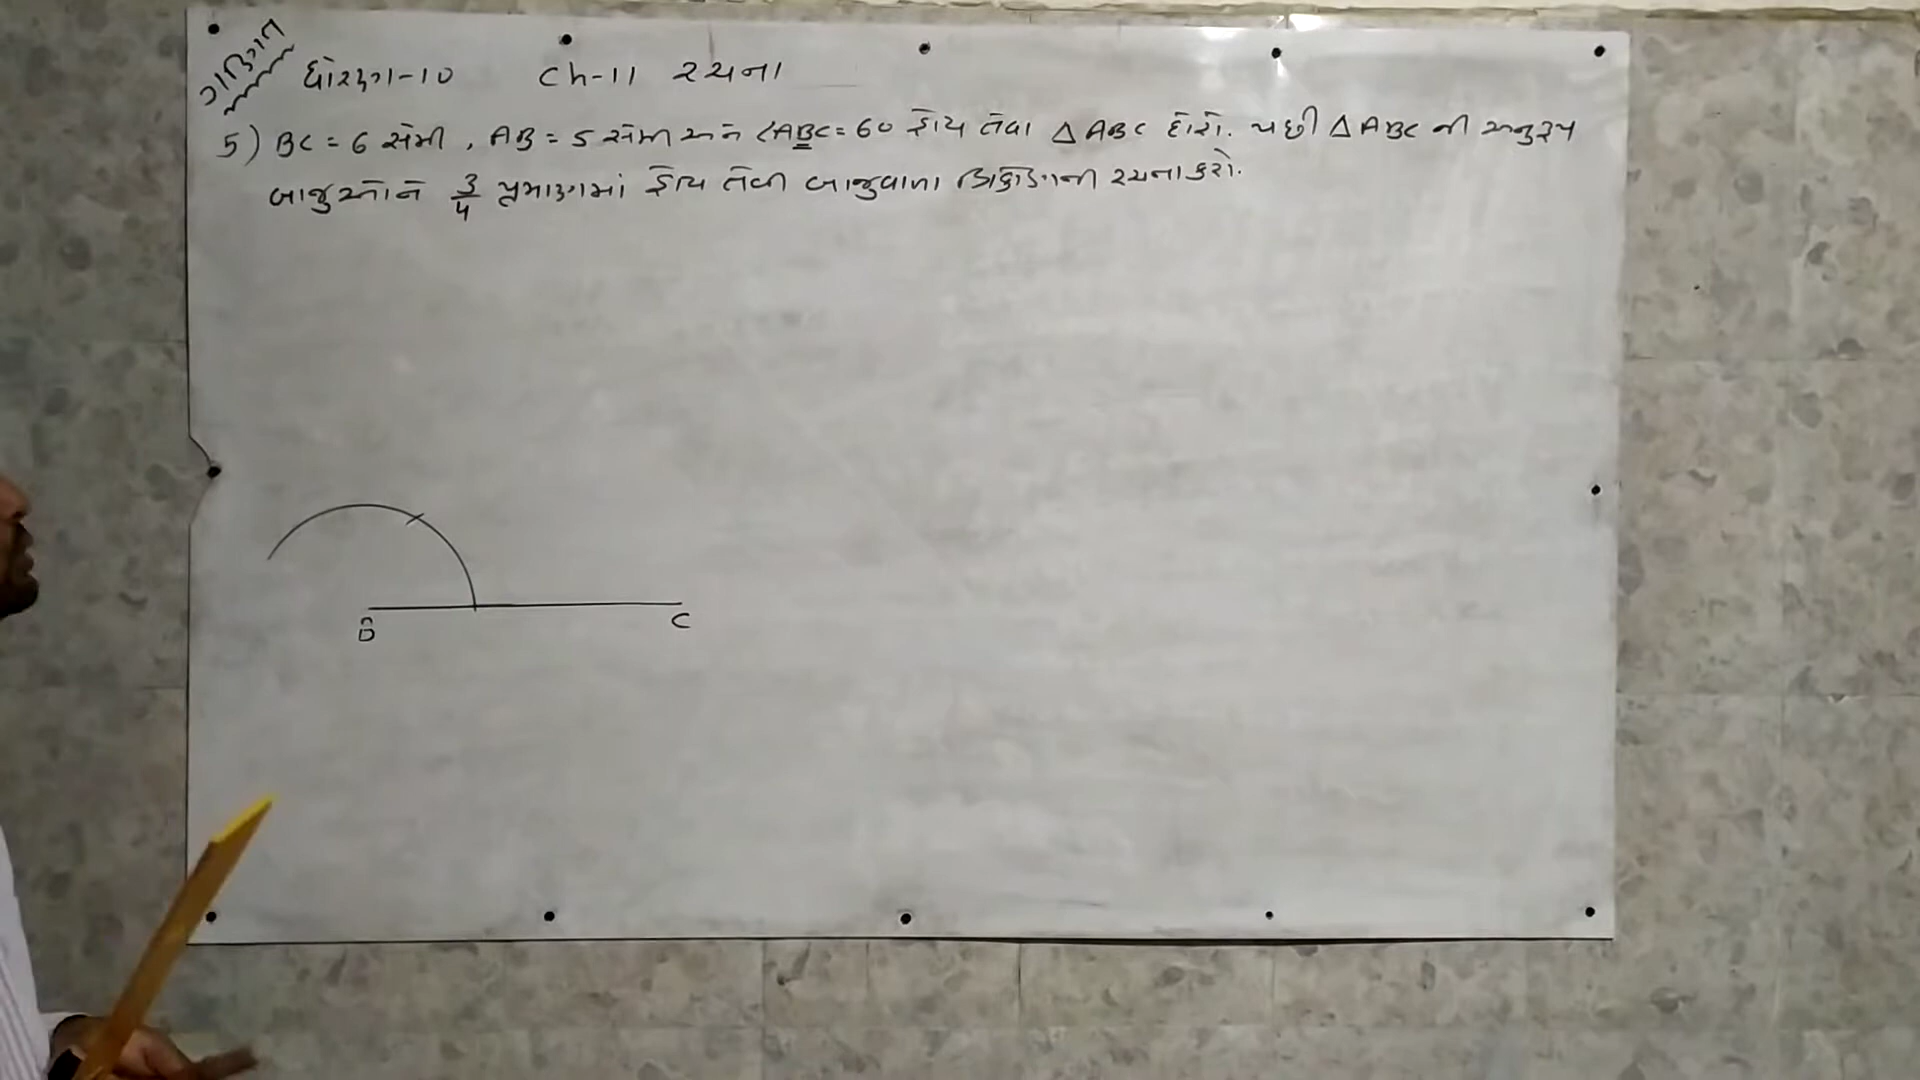 ગણિત
ધોરણ-10 Ch-11 રચના
5) BC = 6 સેમી , AB = 5 સેમી અને ∠ABC = 60 હોય તેવા △ ABC દોરો. પછી △ ABC ની અનુરૂપ
બાજુઓને 3/4 પ્રમાણમાં હોય તેવી બાજુવાળા ત્રિકોણની રચના કરો.
B C